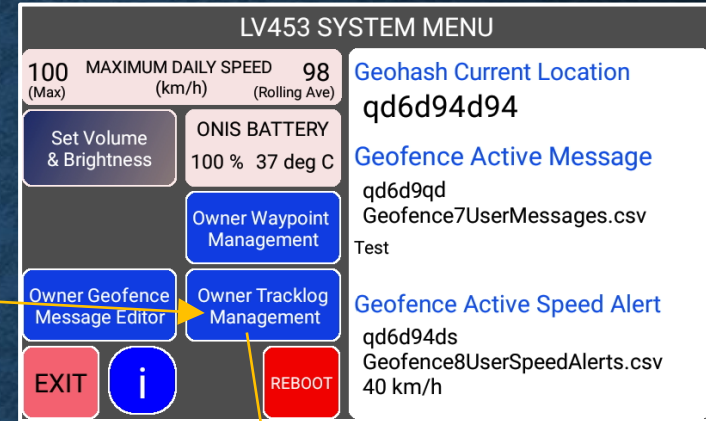 LV453 SYSTEM MENU
100 MAXIMUM DAILY SPEED 98
(Max) (km/h) (Rolling Ave)
Set Volume
& Brightness
ONIS BATTERY
100 % 37 deg C
Owner Waypoint
Management
Owner Geofence
Message Editor
Owner Tracklog
Management
EXIT
i
REBOOT
Geohash Current Location
qd6d94d94
Geofence Active Message
qd6d9qd
Geofence7UserMessages.csv
Test
Geofence Active Speed Alert
qd6d94ds
Geofence8UserSpeedAlerts.csv
40 km/h